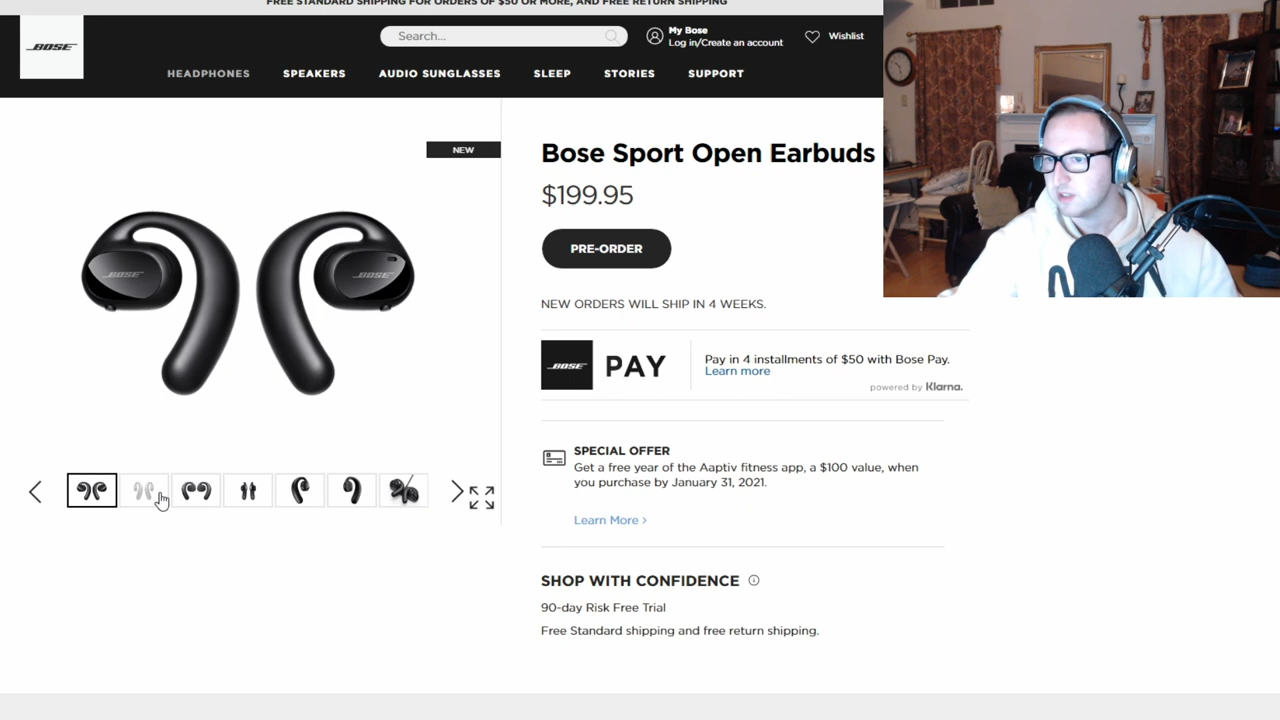 FREE STANDARD SHIPPING FOR ORDERS OF $50 OR MORE, AND FREE RETURN SHIPPING
BOSE
Search...
My Bose
Log in/Create an account
Wishlist
HEADPHONES SPEAKERS AUDIO SUNGLASSES SLEEP STORIES SUPPORT
NEW
Bose Sport Open Earbuds
$199.95
PRE-ORDER
BOSE
BOSE
NEW ORDERS WILL SHIP IN 4 WEEKS.
BOSE
PAY
Pay in 4 installments of $50 with Bose Pay.
Learn more
powered by Klarna.
SPECIAL OFFER
Get a free year of the Aaptiv fitness app, a $100 value, when
you purchase by January 31, 2021.
Learn More >
SHOP WITH CONFIDENCE
90-day Risk Free Trial
Free Standard shipping and free return shipping.